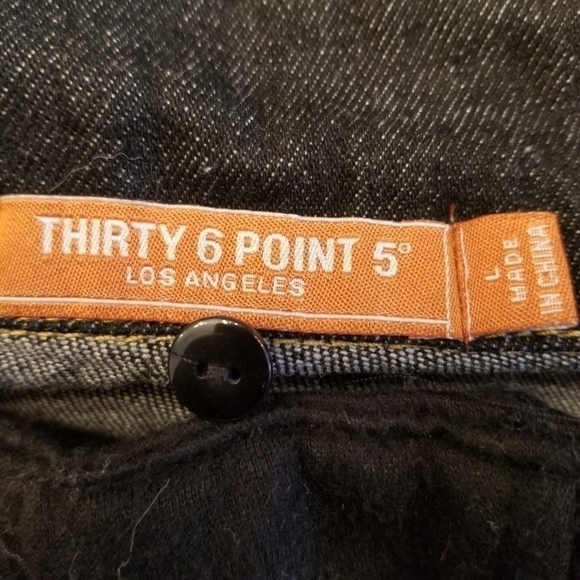 THIRTY 6 POINT 5°
LOS ANGELES
L
MADE
IN CHINA